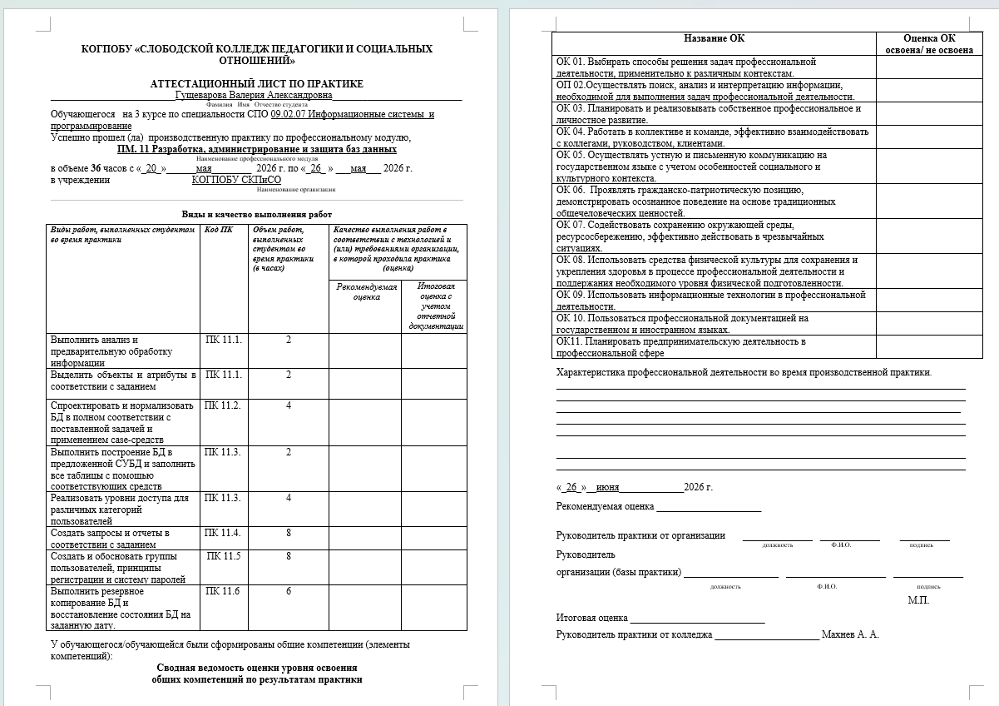 КОГПОБУ «СЛОБОДСКОЙ КОЛЛЕДЖ ПЕДАГОГИКИ И СОЦИАЛЬНЫХ
ОТНОШЕНИЙ»
АТТЕСТАЦИОННЫЙ ЛИСТ ПО ПРАКТИКЕ
Гущеварова Валерия Александровна
Фамилия Имя Отчество студента
Обучающегося на 3 курсе по специальности СПО 09.02.07 Информационные системы и
программирование
Успешно прошел (ла) производственную практику по профессиональному модулю,
ПМ. 11 Разработка, администрирование и защита баз данных
Наименование профессионального модуля
в объеме 36 часов с «_20_»______мая________ 2026 г. по «_26_ » ___мая___ 2026 г.
в учреждении КОГПОБУ СКПиСО
Наименование организации
Виды и качество выполнения работ
Виды работ, выполненных студентом
во время практики
Код ПК
Объем работ,
выполненных
студентом во
время практики
(в часах)
Качество выполнения работ в
соответствии с технологией и
(или) требованиями организации,
в которой проходила практика
(оценка)
Рекомендуемая
оценка
Итоговая
оценка с
учетом
отчетной
документации
Выполнить анализ и
предварительную обработку
информации
ПК 11.1.
2
Выделить объекты и атрибуты в
соответствии с заданием
ПК 11.1.
2
Спроектировать и нормализовать
БД в полном соответствии с
поставленной задачей и
применением case-средств
ПК 11.2.
4
Выполнить построение БД в
предложенной СУБД и заполнить
все таблицы с помощью
соответствующих средств
ПК 11.3.
2
Реализовать уровни доступа для
различных категорий
пользователей
ПК 11.3.
4
Создать запросы и отчеты в
соответствии с заданием
ПК 11.4.
8
Создать и обосновать группы
пользователей, принципы
регистрации и систему паролей
ПК 11.5
8
Выполнить резервное
копирование БД и
восстановление состояния БД на
заданную дату.
ПК 11.6
6
У обучающегося/обучающейся были сформированы общие компетенции (элементы
компетенций):
Сводная ведомость оценки уровня освоения
общих компетенций по результатам практики
Название ОК
Оценка ОК
освоена/ не освоена
ОК 01. Выбирать способы решения задач профессиональной
деятельности, применительно к различным контекстам.
ОП 02.Осуществлять поиск, анализ и интерпретацию информации,
необходимой для выполнения задач профессиональной деятельности.
ОК 03. Планировать и реализовывать собственное профессиональное и
личностное развитие.
ОК 04. Работать в коллективе и команде, эффективно взаимодействовать
с коллегами, руководством, клиентами.
ОК 05. Осуществлять устную и письменную коммуникацию на
государственном языке с учетом особенностей социального и
культурного контекста.
ОК 06. Проявлять гражданско-патриотическую позицию,
демонстрировать осознанное поведение на основе традиционных
общечеловеческих ценностей.
ОК 07. Содействовать сохранению окружающей среды,
ресурсосбережению, эффективно действовать в чрезвычайных
ситуациях.
ОК 08. Использовать средства физической культуры для сохранения и
укрепления здоровья в процессе профессиональной деятельности и
поддержания необходимого уровня физической подготовленности.
ОК 09. Использовать информационные технологии в профессиональной
деятельности.
ОК 10. Пользоваться профессиональной документацией на
государственном и иностранном языках.
ОК11. Планировать предпринимательскую деятельность в
профессиональной сфере
Характеристика профессиональной деятельности во время производственной практики.
«_26_»__июня_____________2026 г.
Рекомендуемая оценка _____________________
Руководитель практики от организации
должность Ф.И.О. подпись
Руководитель
организации (базы практики)
должность Ф.И.О. подпись
М.П.
Итоговая оценка ___________________________
Руководитель практики от колледжа _____________________ Махнев А. А.